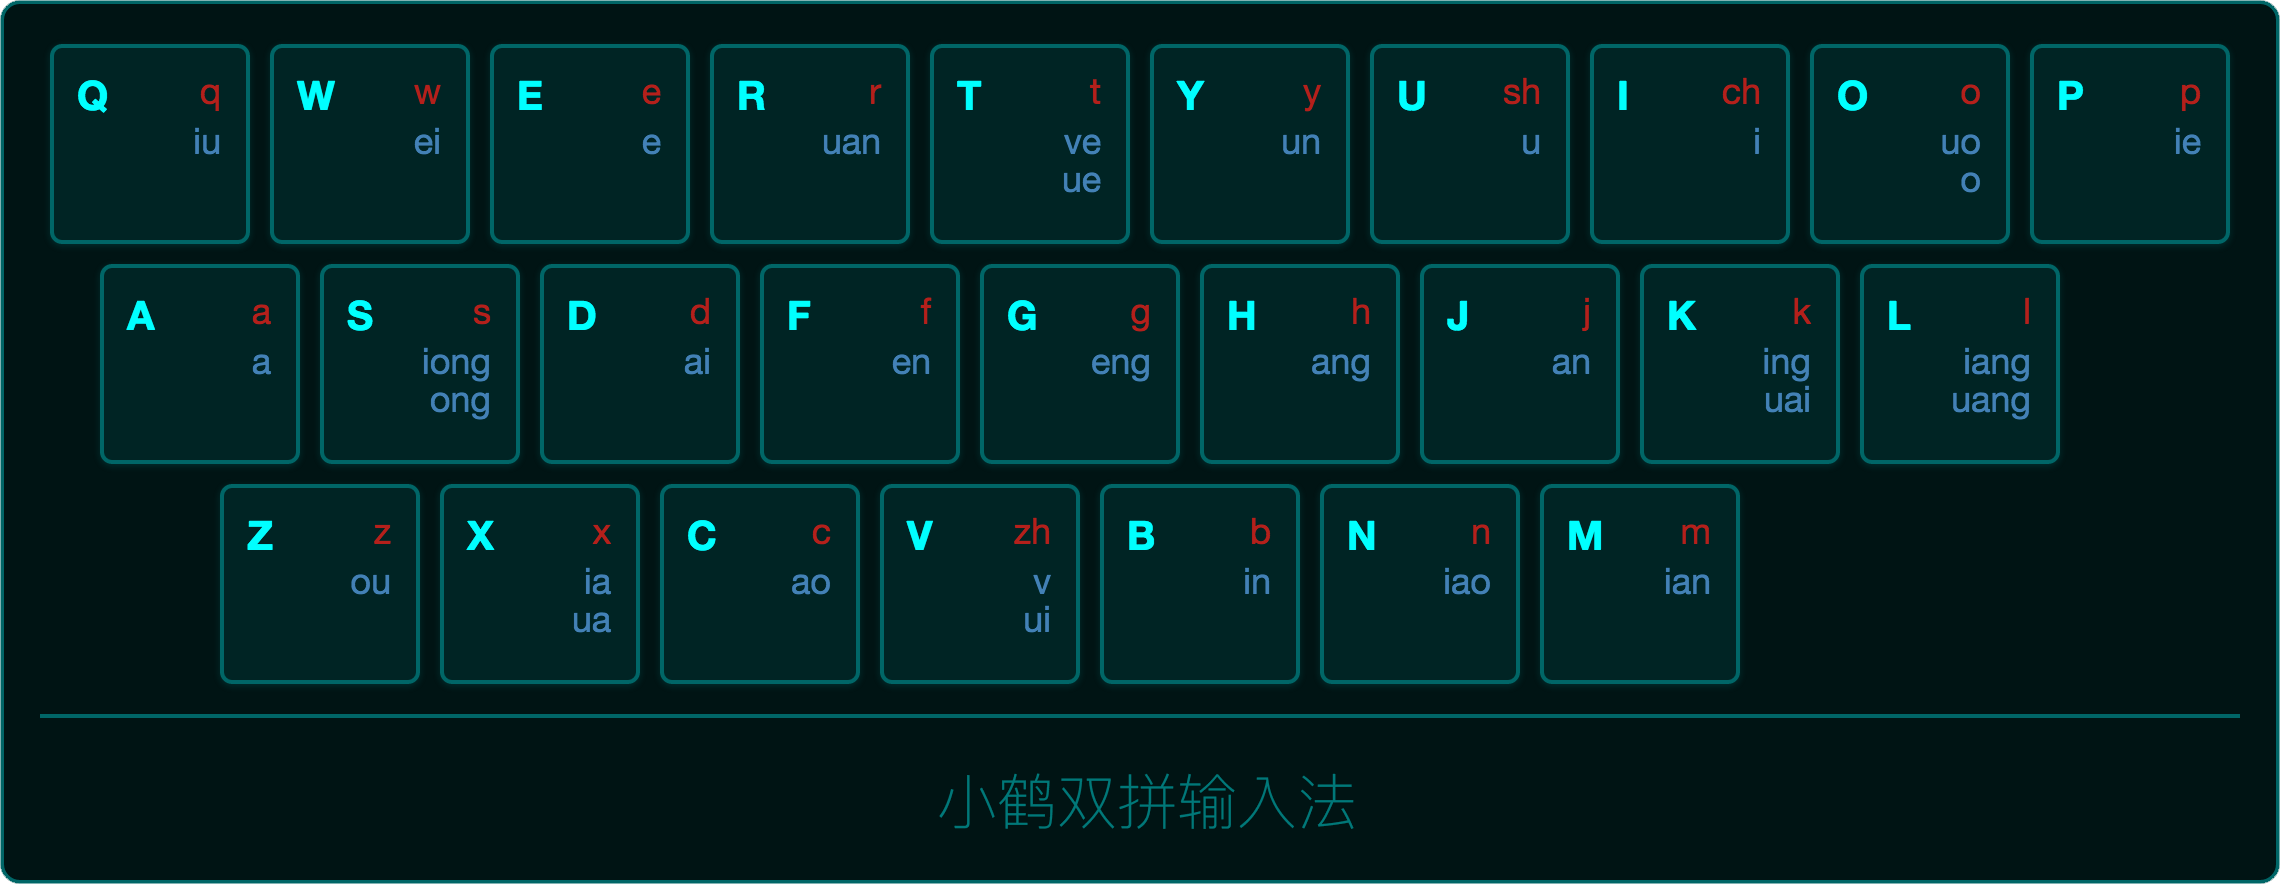 Q q W w E e R r T t Y y U sh I ch O o P p
iu ei e uan ve un u i uo ie
ue o
A a S s D d F f G g H h J j K k L l
a iong ai en eng ang an ing iang
ong uai uang
Z z X x C c V zh B b N n M m
ou ia ao v in iao ian
ua ui
小鹤双拼输入法